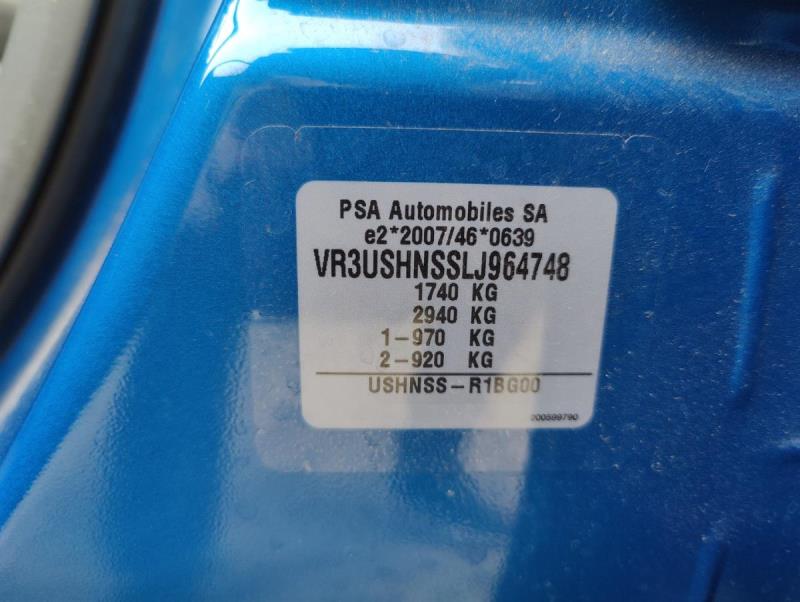 PSA Automobiles SA
e2*2007/46*0639
VR3USHNSSLJ964748
1740 KG
2940 KG
1-970 KG
2-920 KG
USHNSS-R1BG00
200599790